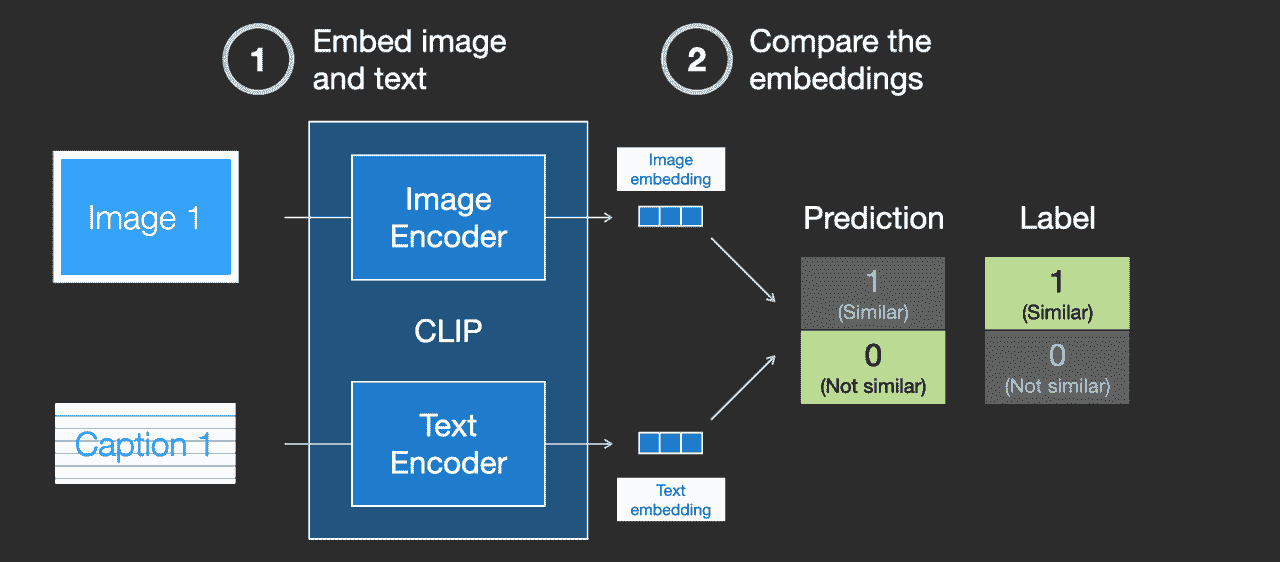 1
Embed image
and text
2
Compare the
embeddings
Image 1
Image
Encoder
CLIP
Caption 1
Text
Encoder
Image
embedding
Text
embedding
Prediction
1
(Similar)
0
(Not similar)
Label
1
(Similar)
0
(Not similar)